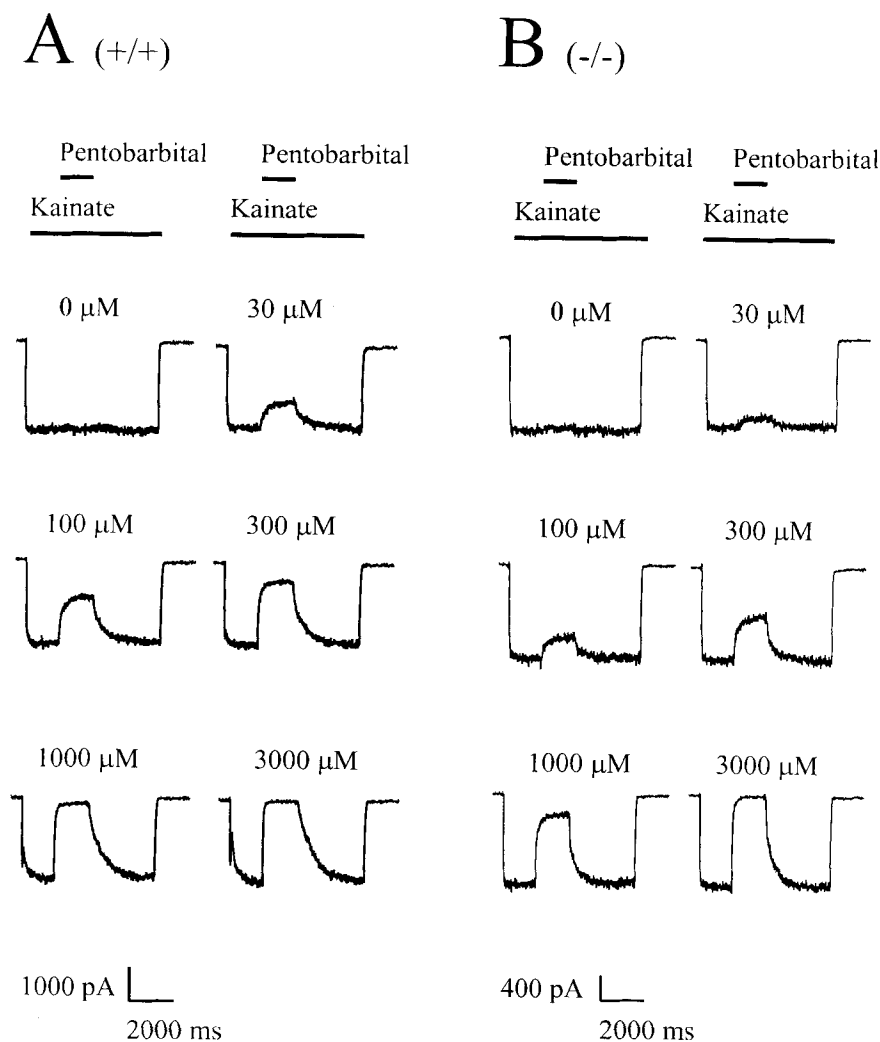 A (+/+)
Pentobarbital Pentobarbital
Kainate Kainate
0 μM 30 μM
100 μM 300 μM
1000 μM 3000 μM
1000 pA
2000 ms
B (-/-)
Pentobarbital Pentobarbital
Kainate Kainate
0 μM 30 μM
100 μM 300 μM
1000 μM 3000 μM
400 pA
2000 ms